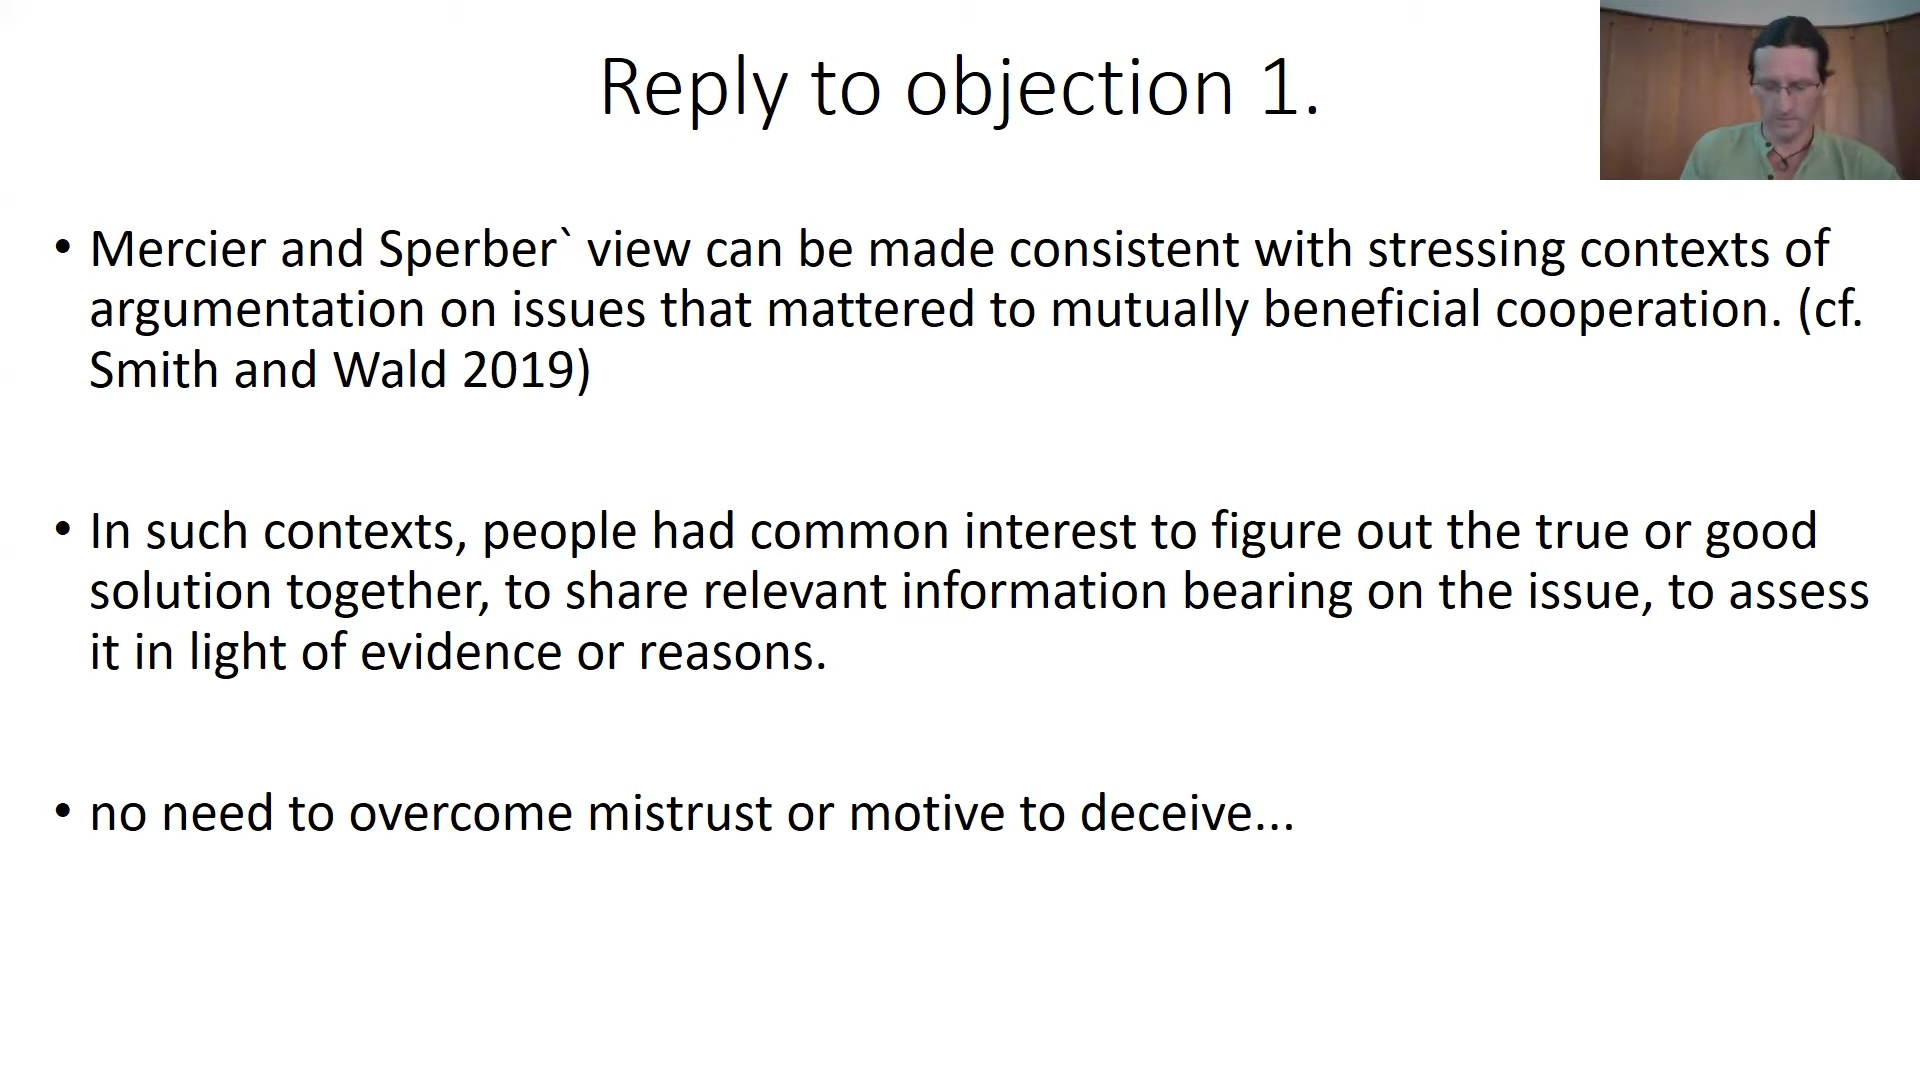 Reply to objection 1.
• Mercier and Sperber` view can be made consistent with stressing contexts of
argumentation on issues that mattered to mutually beneficial cooperation. (cf.
Smith and Wald 2019)
• In such contexts, people had common interest to figure out the true or good
solution together, to share relevant information bearing on the issue, to assess
it in light of evidence or reasons.
• no need to overcome mistrust or motive to deceive...